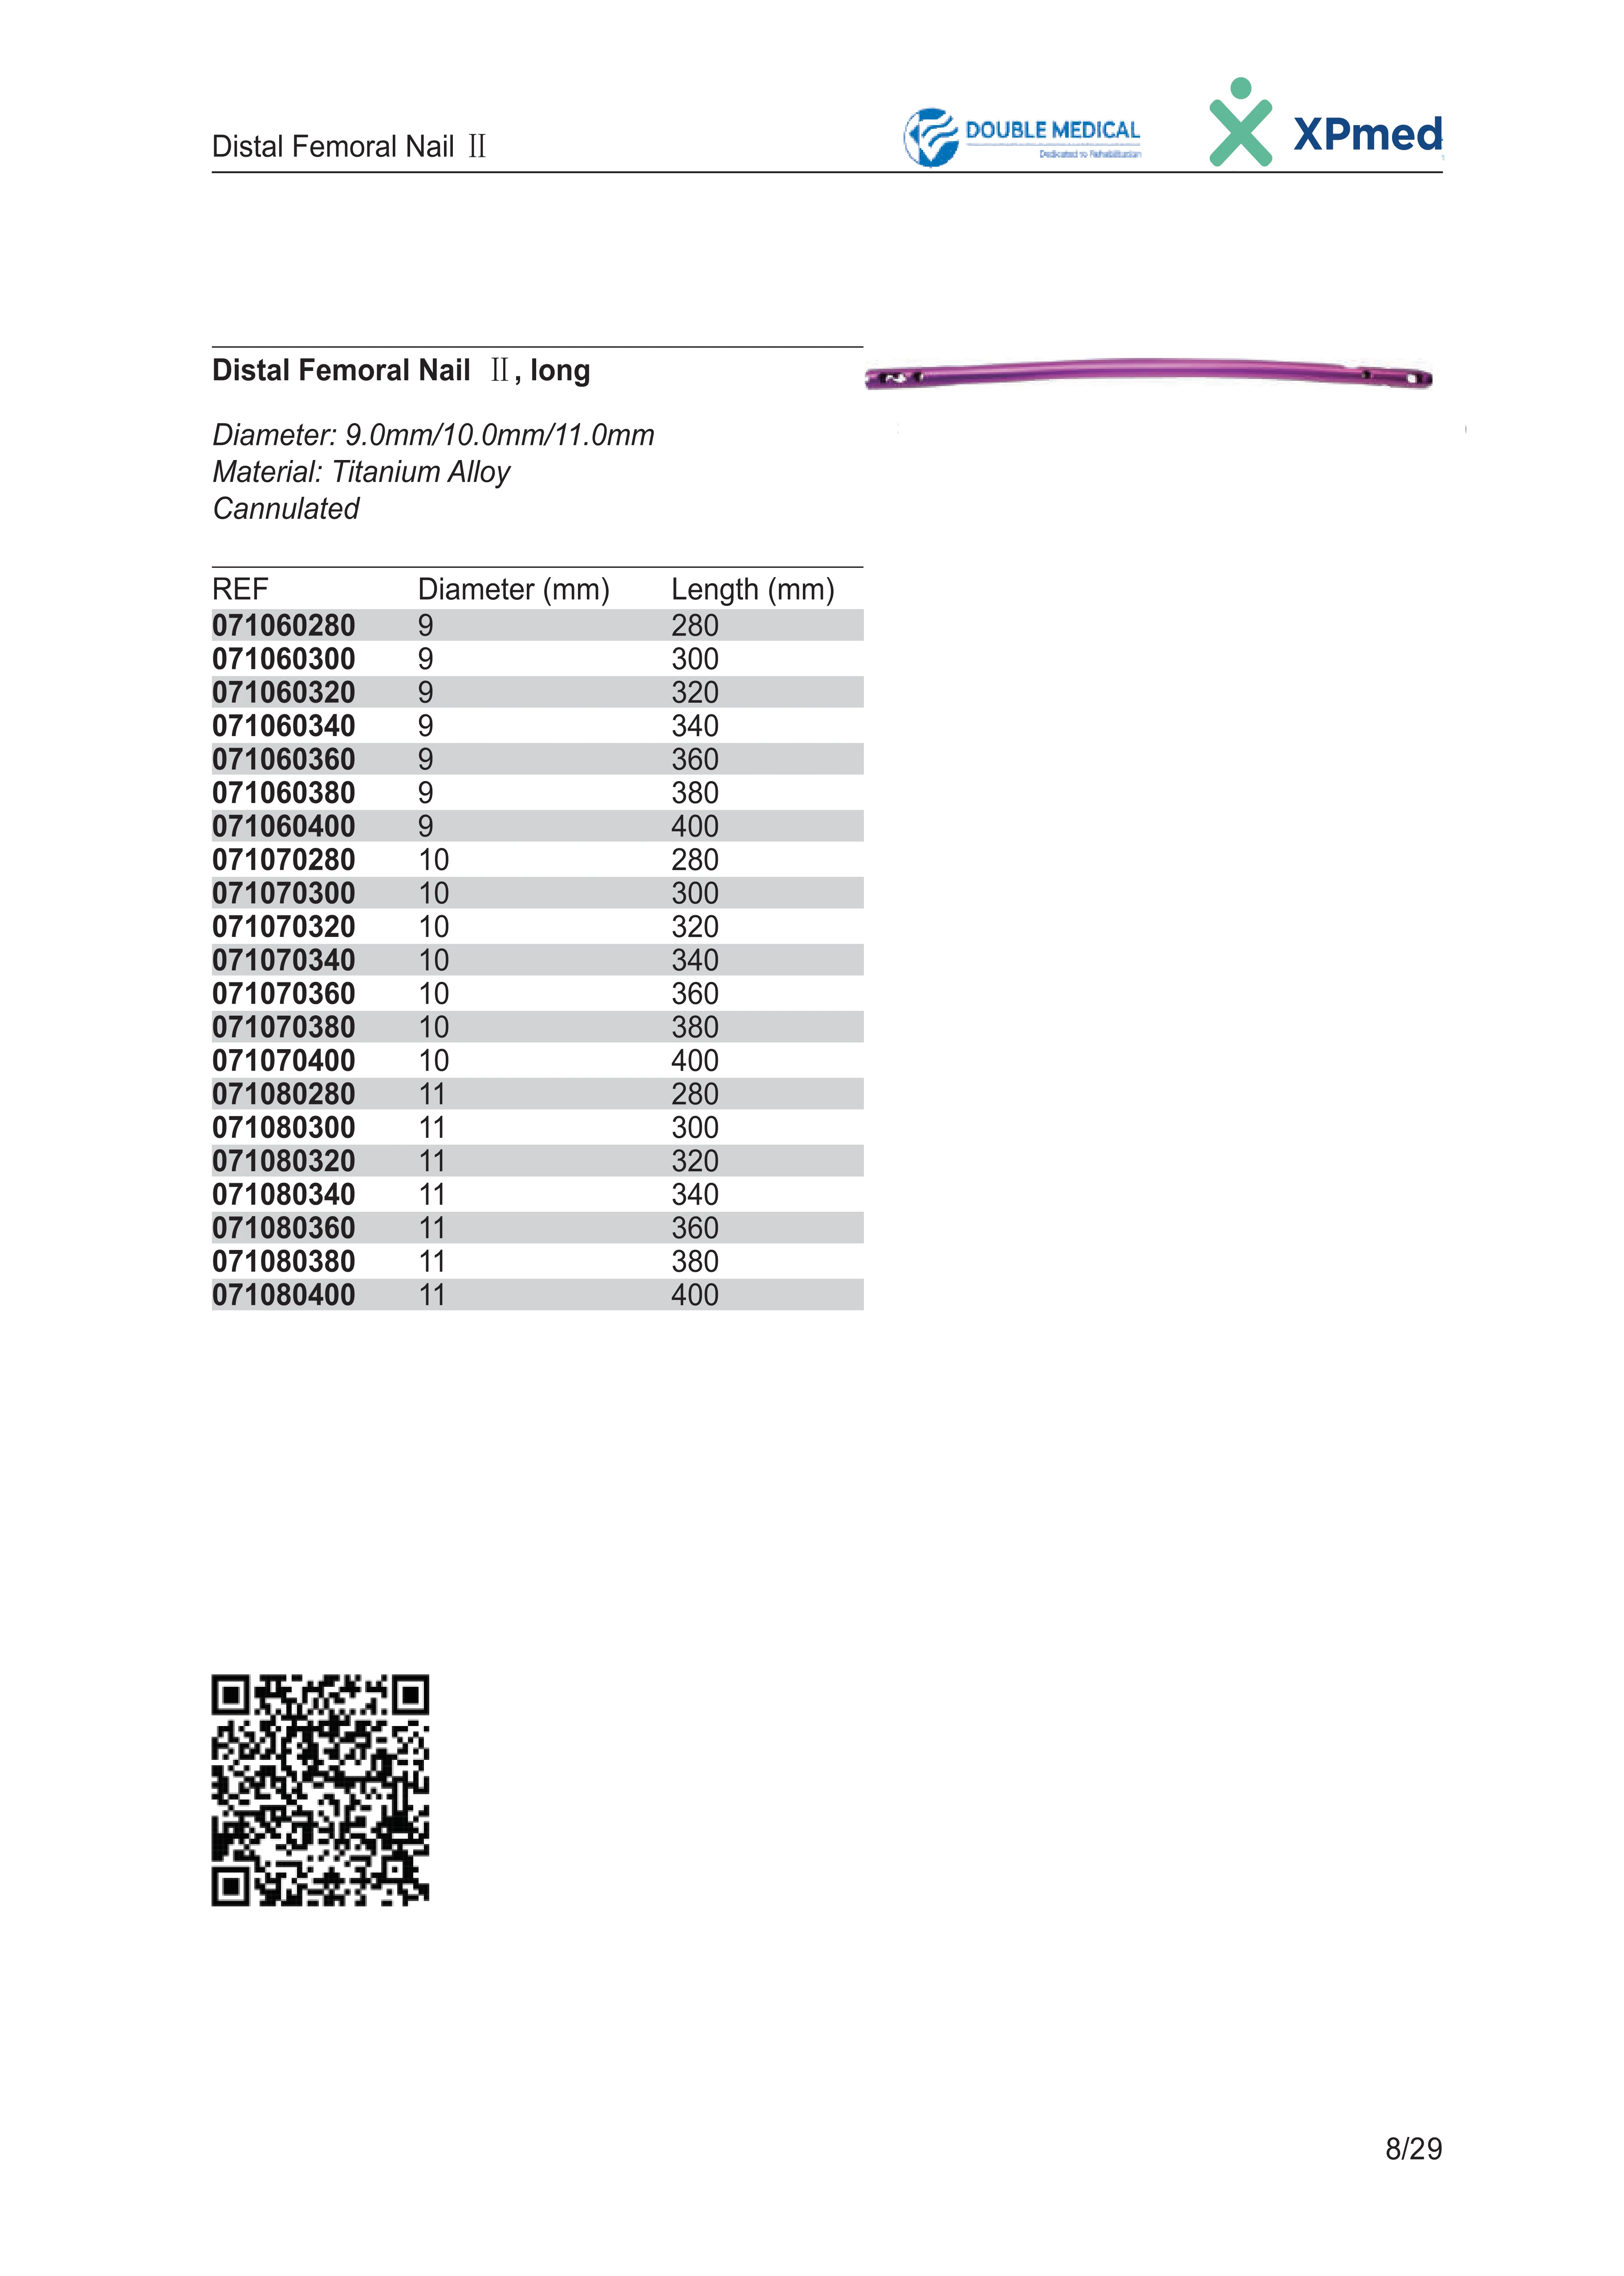 Distal Femoral Nail Ⅱ
DOUBLE MEDICAL
Dedicated to Rehabilitation
XPmed
Distal Femoral Nail Ⅱ, long
Diameter: 9.0mm/10.0mm/11.0mm
Material: Titanium Alloy
Cannulated
REF Diameter (mm) Length (mm)
071060280 9 280
071060300 9 300
071060320 9 320
071060340 9 340
071060360 9 360
071060380 9 380
071060400 9 400
071070280 10 280
071070300 10 300
071070320 10 320
071070340 10 340
071070360 10 360
071070380 10 380
071070400 10 400
071080280 11 280
071080300 11 300
071080320 11 320
071080340 11 340
071080360 11 360
071080380 11 380
071080400 11 400
8/29